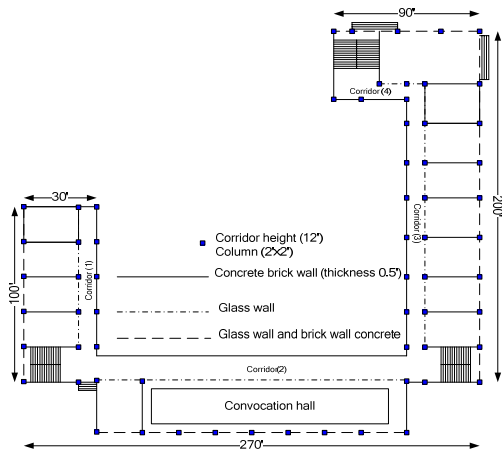 90'
Corridor (4)
30'
200'
Corridor (3)
Corridor (1)
100'
Corridor height (12')
Column (2'×2')
Concrete brick wall (thickness 0.5')
Glass wall
Glass wall and brick wall concrete
Corridor(2)
Convocation hall
270'